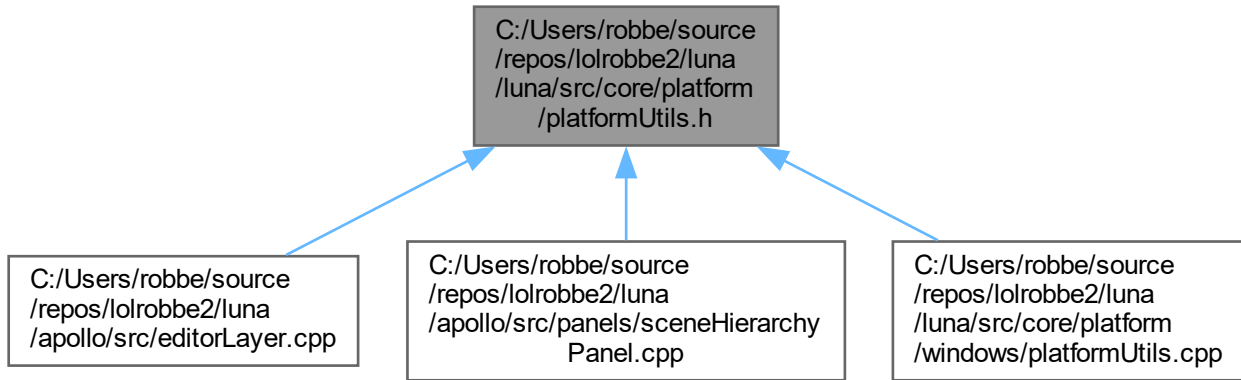 C:/Users/robbe/source
/repos/lolrobbe2/luna
/luna/src/core/platform
/platformUtils.h
C:/Users/robbe/source
/repos/lolrobbe2/luna
/apollo/src/editorLayer.cpp
C:/Users/robbe/source
/repos/lolrobbe2/luna
/apollo/src/panels/sceneHierarchy
Panel.cpp
C:/Users/robbe/source
/repos/lolrobbe2/luna
/luna/src/core/platform
/windows/platformUtils.cpp